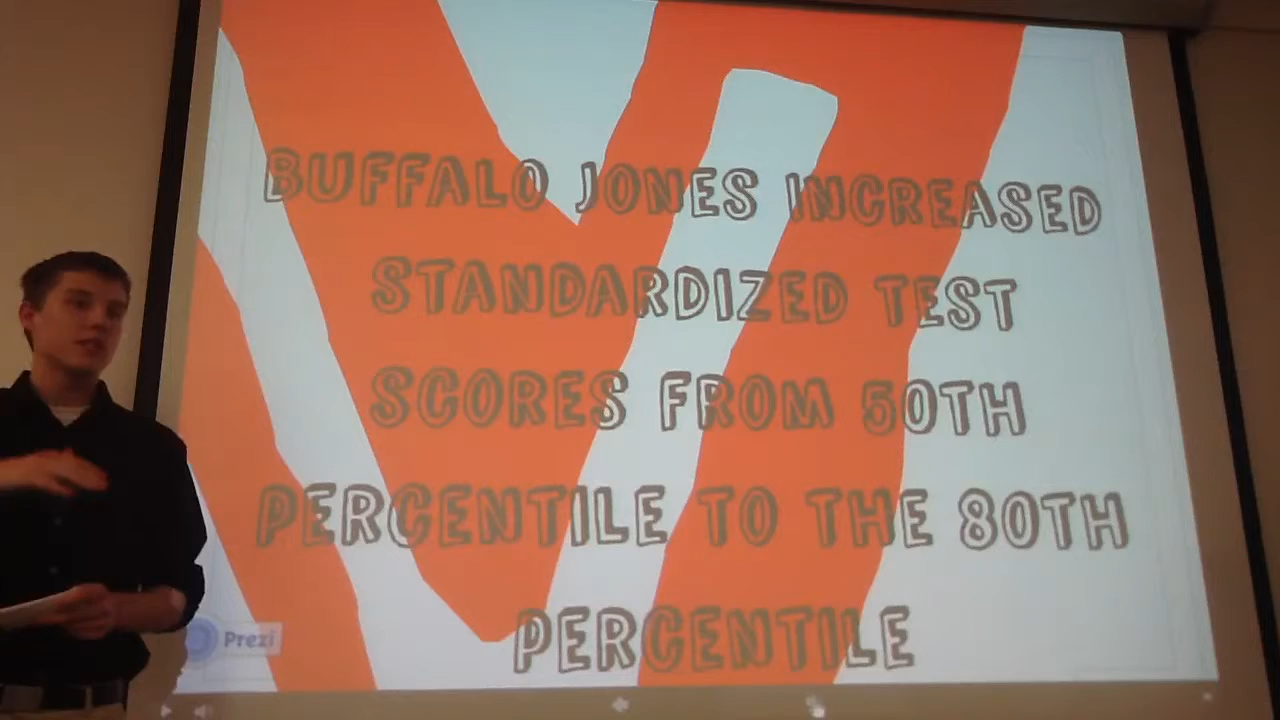 BUFFALO JONES INCREASED
STANDARDIZED TEST
SCORES FROM 50TH
PERCENTILE TO THE 80TH
PERCENTILE
Prezi